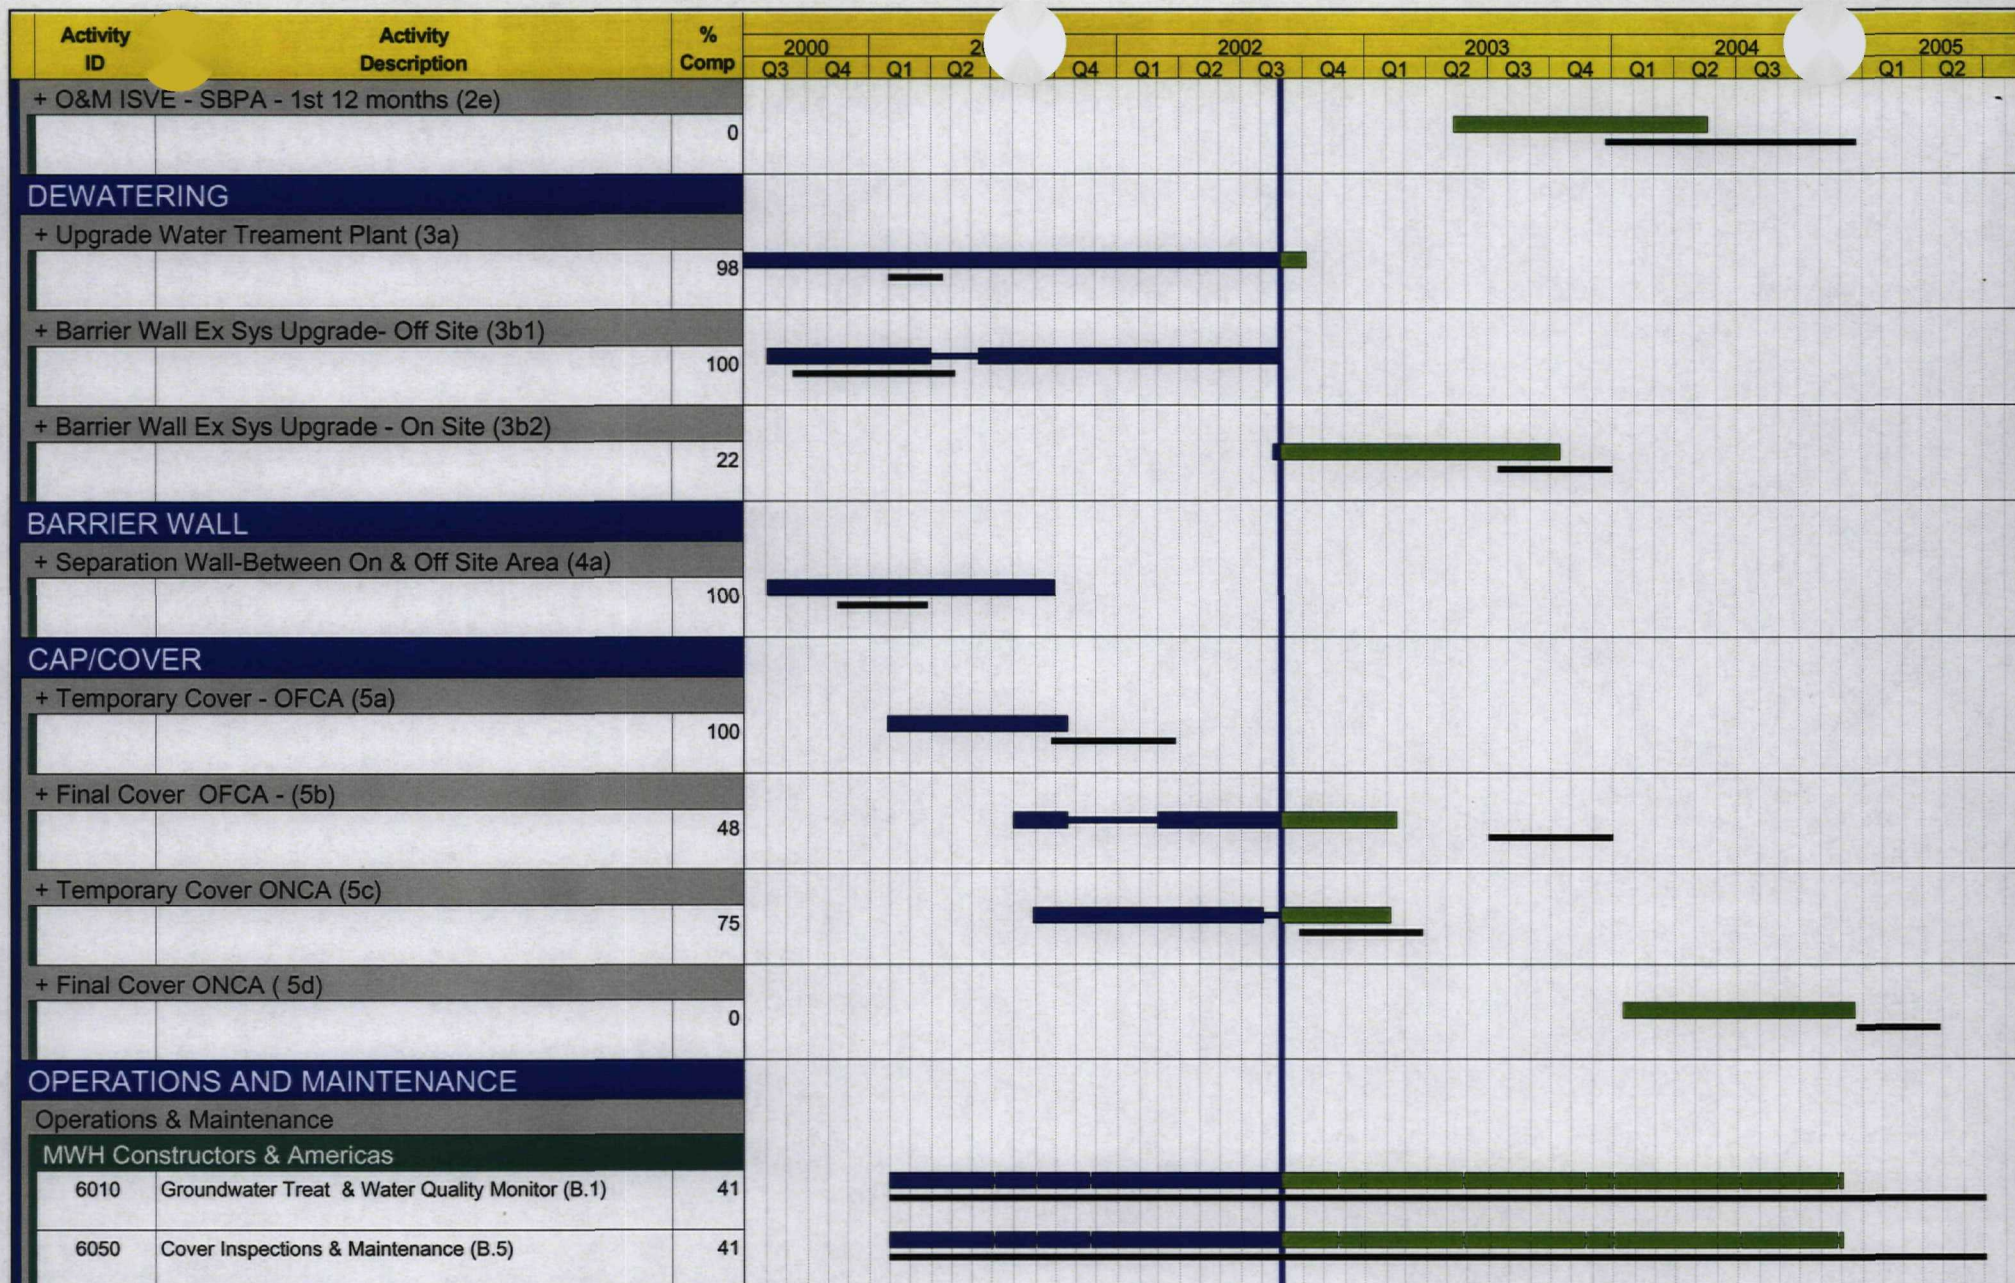 Activity ID Activity Description % Comp
2000 2002 2003 2004 2005
Q3 Q4 Q1 Q2 Q4 Q1 Q2 Q3 Q4 Q1 Q2 Q3 Q4 Q1 Q2 Q3 Q1 Q2
+ O&M ISVE - SBPA - 1st 12 months (2e)
0
DEWATERING
+ Upgrade Water Treament Plant (3a)
98
+ Barrier Wall Ex Sys Upgrade- Off Site (3b1)
100
+ Barrier Wall Ex Sys Upgrade - On Site (3b2)
22
BARRIER WALL
+ Separation Wall-Between On & Off Site Area (4a)
100
CAP/COVER
+ Temporary Cover - OFCA (5a)
100
+ Final Cover OFCA - (5b)
48
+ Temporary Cover ONCA (5c)
75
+ Final Cover ONCA ( 5d)
0
OPERATIONS AND MAINTENANCE
Operations & Maintenance
MWH Constructors & Americas
6010 Groundwater Treat & Water Quality Monitor (B.1) 41
6050 Cover Inspections & Maintenance (B.5) 41